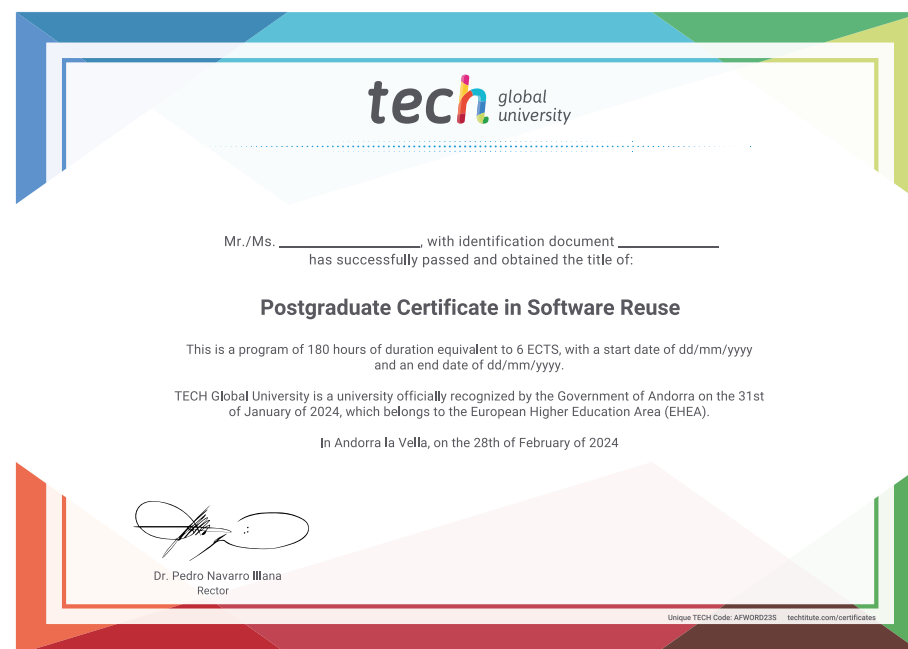 tech global
university
Mr./Ms. ____________, with identification document ____________
has successfully passed and obtained the title of:
Postgraduate Certificate in Software Reuse
This is a program of 180 hours of duration equivalent to 6 ECTS, with a start date of dd/mm/yyyy
and an end date of dd/mm/yyyy.
TECH Global University is a university officially recognized by the Government of Andorra on the 31st
of January of 2024, which belongs to the European Higher Education Area (EHEA).
In Andorra la Vella, on the 28th of February of 2024
Dr. Pedro Navarro Illana
Rector
Unique TECH Code: AFWORD23S techtitute.com/certificates